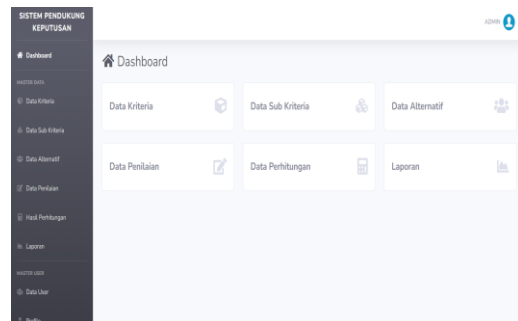 SISTEM PENDUKUNG
KEPUTUSAN
ADMIN
Dashboard
MASTER DATA
Data Kriteria
Data Sub Kriteria
Data Alternatif
Data Penilaian
Hasil Perhitungan
Laporan
MASTER USER
Data User
Profile
Dashboard
Data Kriteria
Data Sub Kriteria
Data Alternatif
Data Penilaian
Data Perhitungan
Laporan